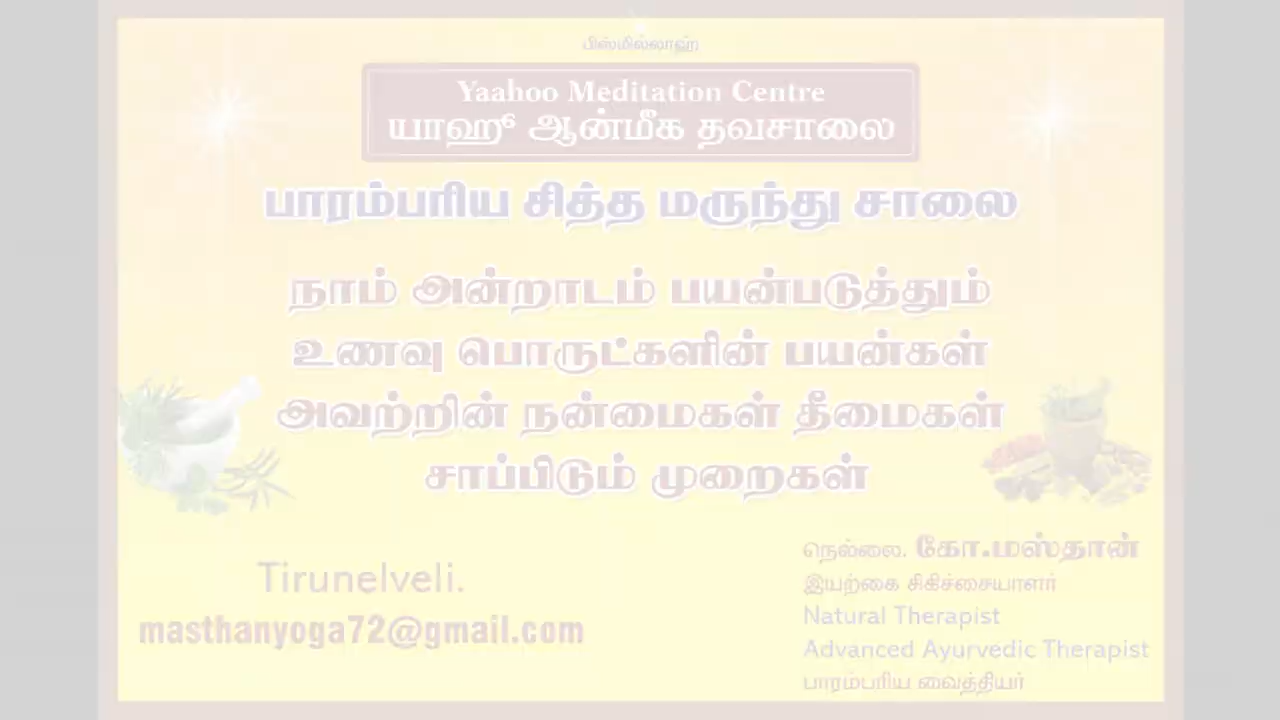 பிஸ்மில்லாஹ்
Yaahoo Meditation Centre
யாஹூ ஆன்மீக தவசாலை
பாரம்பரிய சித்த மருந்து சாலை
நாம் அன்றாடம் பயன்படுத்தும்
உணவு பொருட்களின் பயன்கள்
அவற்றின் நன்மைகள் தீமைகள்
சாப்பிடும் முறைகள்
Tirunelveli.
masthanyoga72@gmail.com
நெல்லை. கோ.மஸ்தான்
இயற்கை சிகிச்சையாளர்
Natural Therapist
Advanced Ayurvedic Therapist
பாரம்பரிய வைத்தியர்